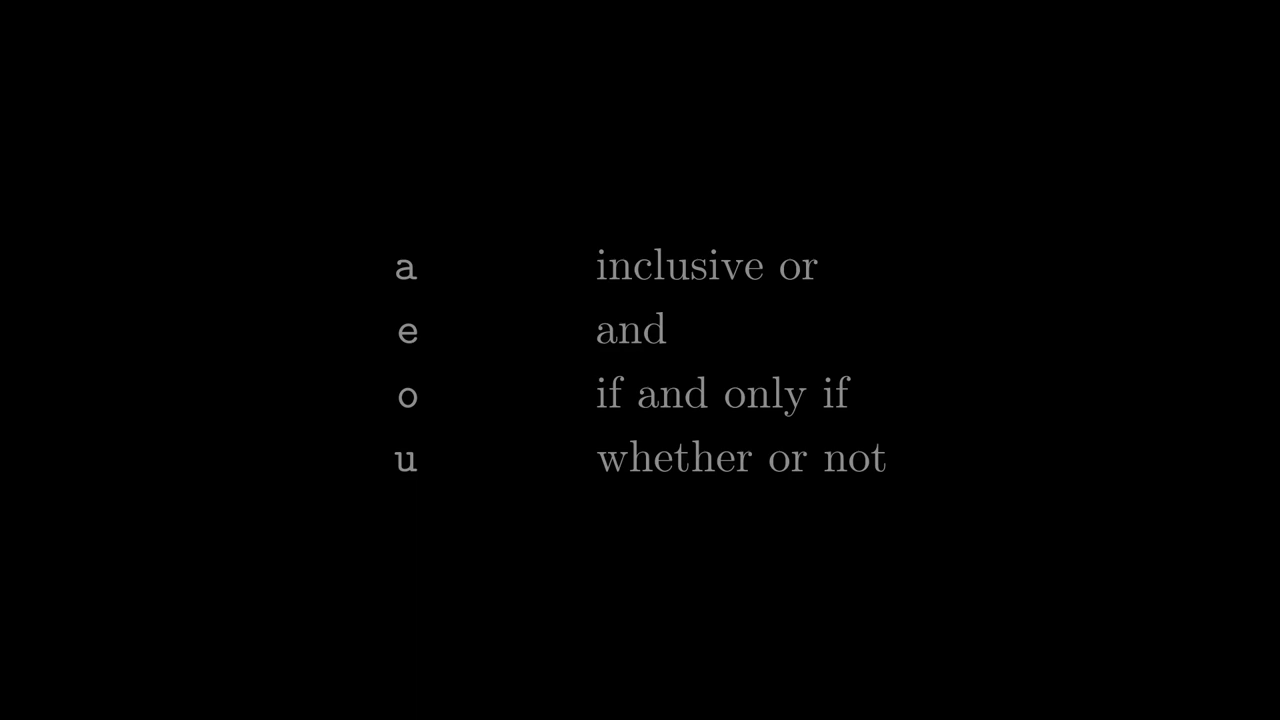 a inclusive or
e and
o if and only if
u whether or not